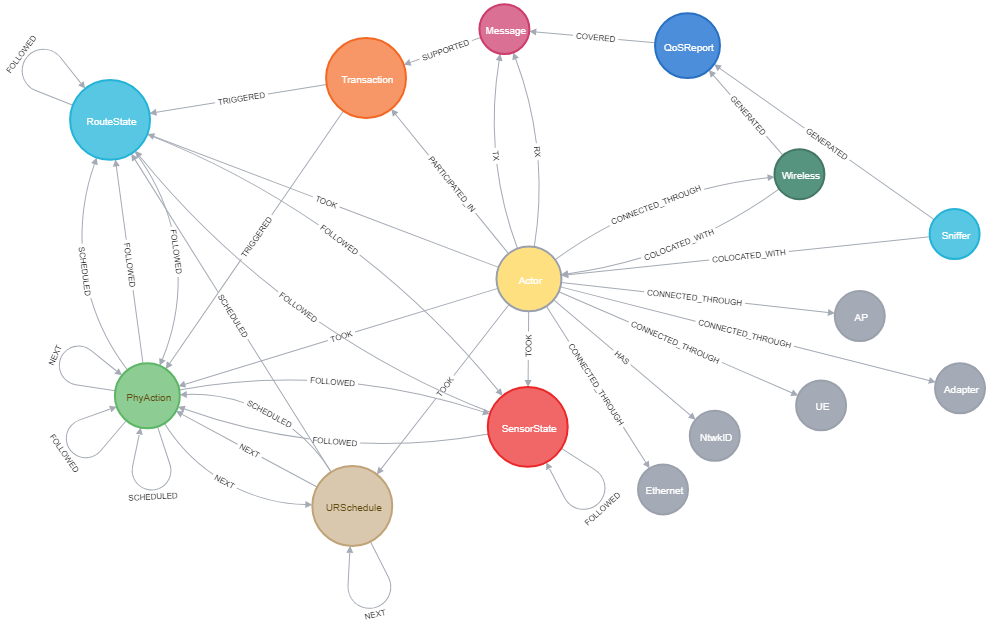 Message
QoSReport
COVERED
SUPPORTED
FOLLOWED
Transaction
TRIGGERED
RouteState
GENERATED
GENERATED
TX
RX
PARTICIPATED_IN
Wireless
CONNECTED_THROUGH
TOOK
FOLLOWED
TRIGGERED
COLOCATED_WITH
COLOCATED_WITH
Sniffer
SCHEDULED
FOLLOWED
FOLLOWED
Actor
CONNECTED_THROUGH
AP
FOLLOWED
SCHEDULED
CONNECTED_THROUGH
CONNECTED_THROUGH
TOOK
TOOK
HAS
NEXT
CONNECTED_THROUGH
FOLLOWED
TOOK
Adapter
PhyAction
UE
SCHEDULED
SensorState
NtwkID
FOLLOWED
FOLLOWED
NEXT
NEXT
Ethernet
SCHEDULED
URSchedule
FOLLOWED
NEXT